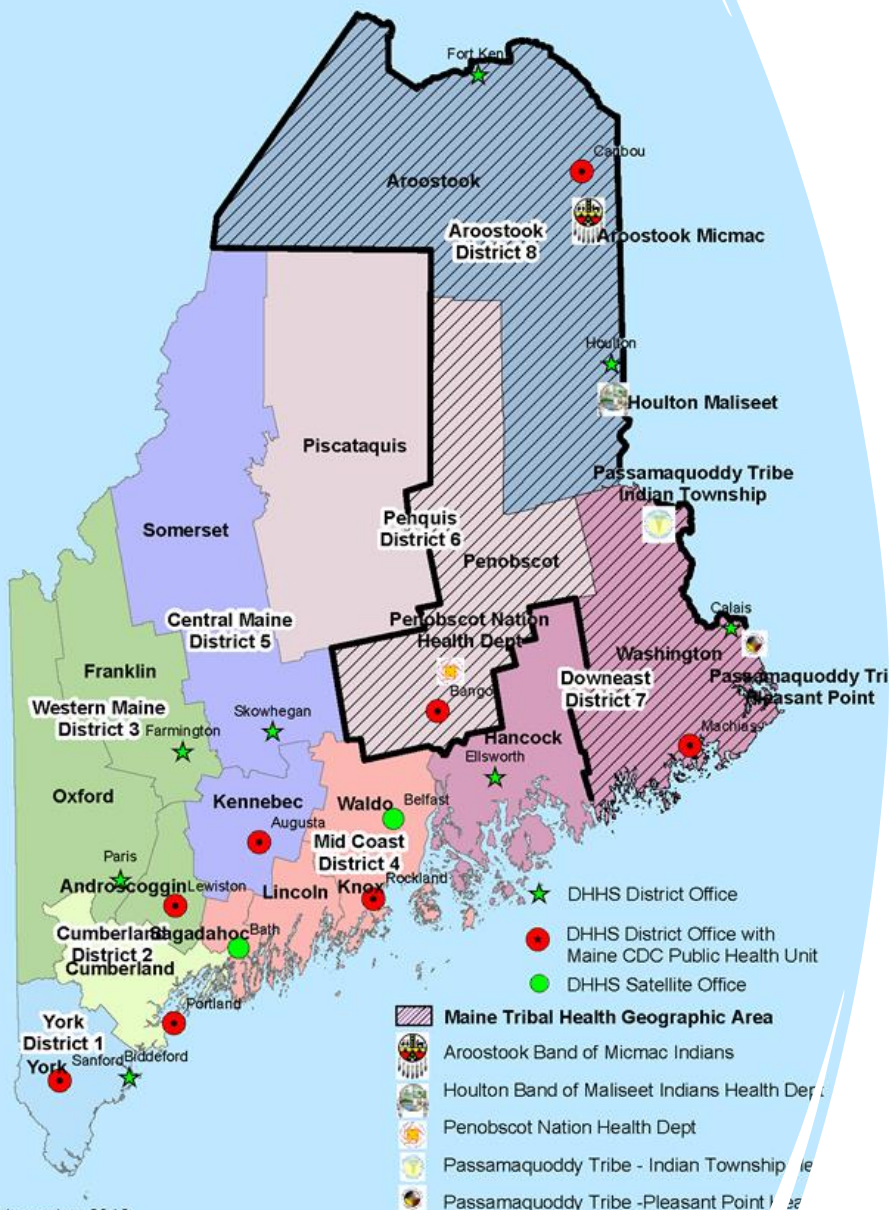 Fort Ken
Caribou
Aroostook
Aroostook
District 8
Aroostook Micmac
Houlton
Houlton Maliseet
Piscataquis
Passamaquoddy Tribe
Indian Township
Somerset
Penquis
District 6
Penobscot
Calais
Penobscot Nation
Health Dept
Central Maine
District 5
Washington
Franklin
Downeast
District 7
Passamaquoddy Tri
Pleasant Point
Bangor
Western Maine
District 3
Skowhegan
Farmington
Hancock
Machias
Ellsworth
Oxford
Kennebec
Waldo
Belfast
Augusta
Mid Coast
District 4
Paris
Androscoggin
Lewiston
Lincoln
Knox
Rockland
Cumberland
District 2
Sagadahoc
Bath
Cumberland
Portland
York
District 1
York
Sanford
Biddeford
DHHS District Office
DHHS District Office with
Maine CDC Public Health Unit
DHHS Satellite Office
Maine Tribal Health Geographic Area
Aroostook Band of Micmac Indians
Houlton Band of Maliseet Indians Health Dept
Penobscot Nation Health Dept
Passamaquoddy Tribe - Indian Township
Passamaquoddy Tribe -Pleasant Point